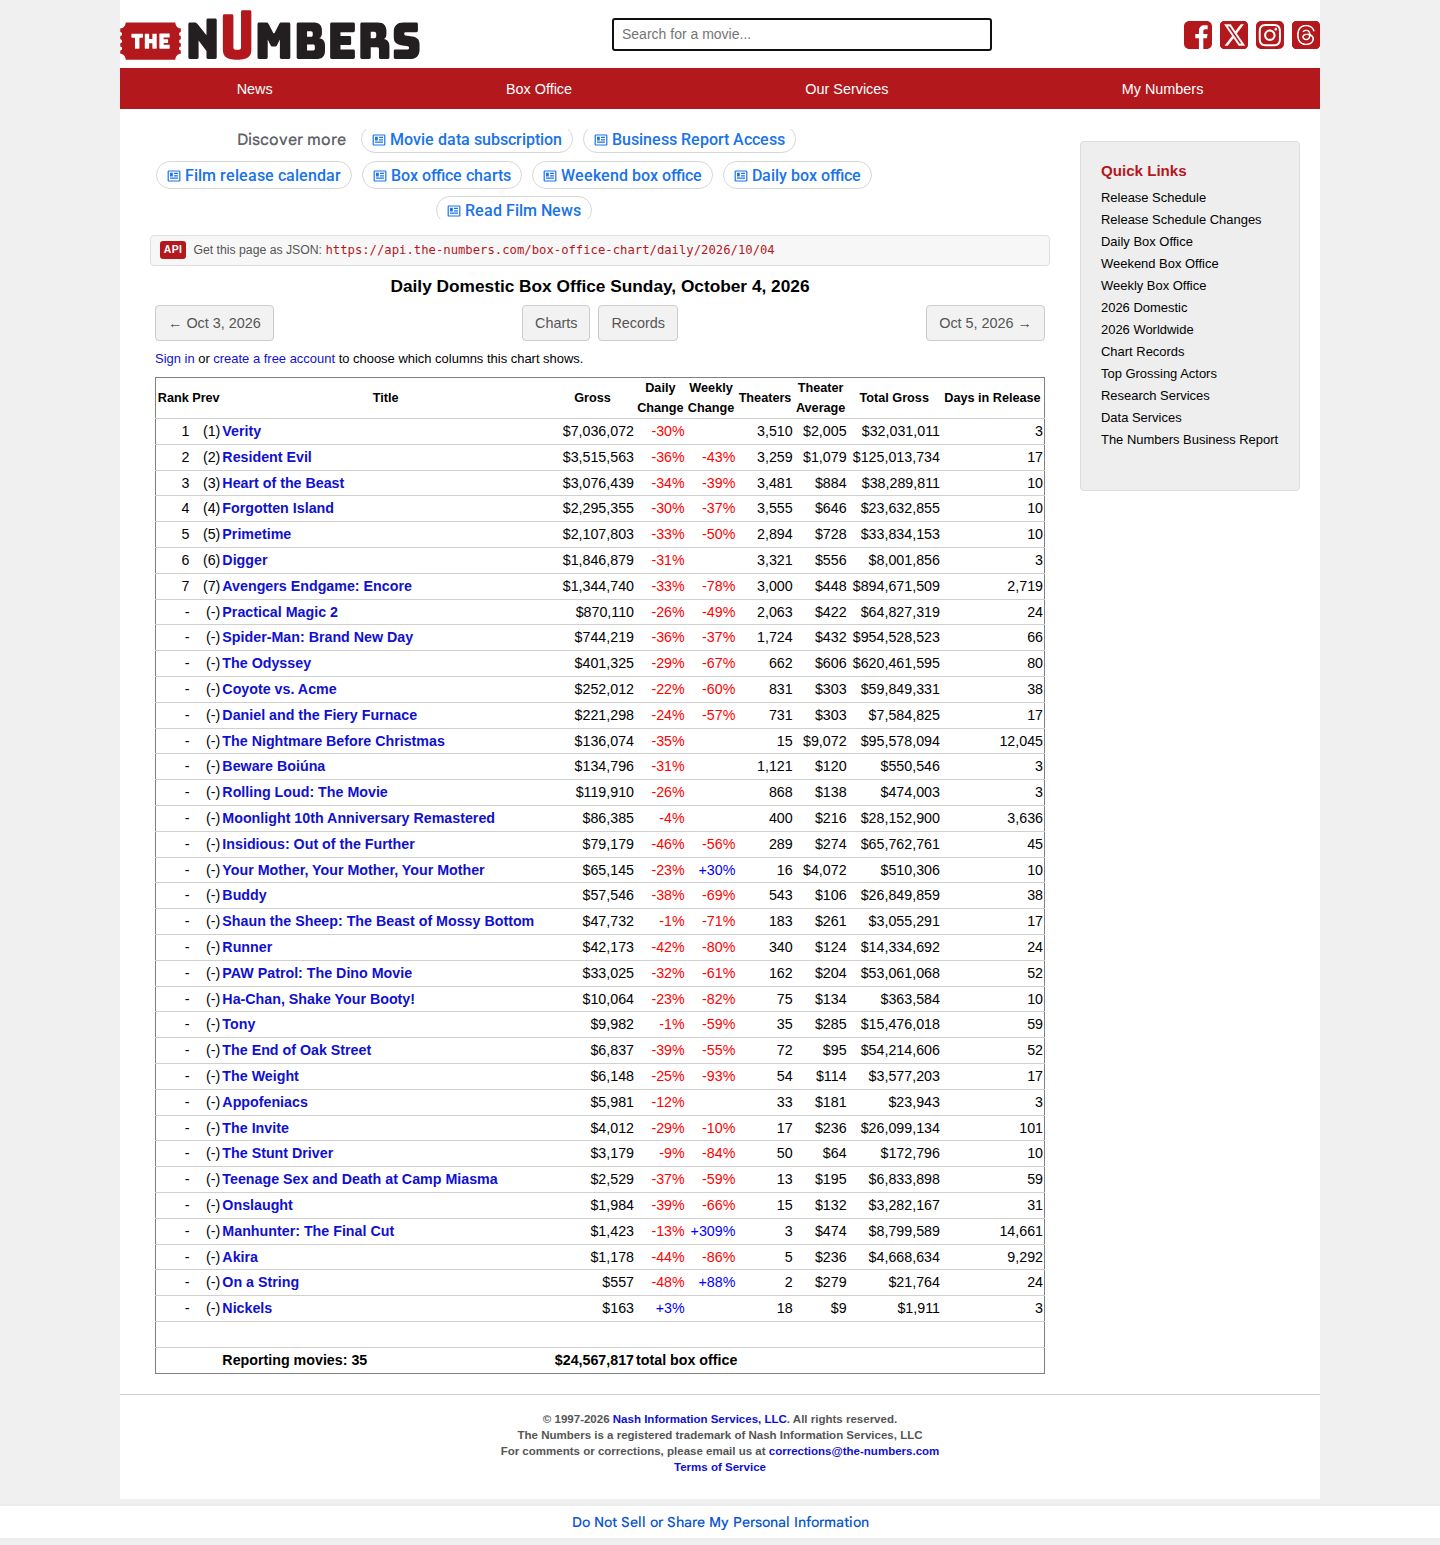 THE NUMBERS
Search for a movie...
News Box Office Our Services My Numbers
Discover more Movie data subscription Business Report Access
Film release calendar Box office charts Weekend box office Daily box office
Read Film News
API Get this page as JSON: https://api.the-numbers.com/box-office-chart/daily/2026/10/04
Daily Domestic Box Office Sunday, October 4, 2026
← Oct 3, 2026 Charts Records Oct 5, 2026 →
Sign in or create a free account to choose which columns this chart shows.
Rank Prev Title Gross Daily Change Weekly Change Theaters Theater Average Total Gross Days in Release
1 (1) Verity $7,036,072 -30% 3,510 $2,005 $32,031,011 3
2 (2) Resident Evil $3,515,563 -36% -43% 3,259 $1,079 $125,013,734 17
3 (3) Heart of the Beast $3,076,439 -34% -39% 3,481 $884 $38,289,811 10
4 (4) Forgotten Island $2,295,355 -30% -37% 3,555 $646 $23,632,855 10
5 (5) Primetime $2,107,803 -33% -50% 2,894 $728 $33,834,153 10
6 (6) Digger $1,846,879 -31% 3,321 $556 $8,001,856 3
7 (7) Avengers Endgame: Encore $1,344,740 -33% -78% 3,000 $448 $894,671,509 2,719
- (-) Practical Magic 2 $870,110 -26% -49% 2,063 $422 $64,827,319 24
- (-) Spider-Man: Brand New Day $744,219 -36% -37% 1,724 $432 $954,528,523 66
- (-) The Odyssey $401,325 -29% -67% 662 $606 $620,461,595 80
- (-) Coyote vs. Acme $252,012 -22% -60% 831 $303 $59,849,331 38
- (-) Daniel and the Fiery Furnace $221,298 -24% -57% 731 $303 $7,584,825 17
- (-) The Nightmare Before Christmas $136,074 -35% 15 $9,072 $95,578,094 12,045
- (-) Beware Boiúna $134,796 -31% 1,121 $120 $550,546 3
- (-) Rolling Loud: The Movie $119,910 -26% 868 $138 $474,003 3
- (-) Moonlight 10th Anniversary Remastered $86,385 -4% 400 $216 $28,152,900 3,636
- (-) Insidious: Out of the Further $79,179 -46% -56% 289 $274 $65,762,761 45
- (-) Your Mother, Your Mother, Your Mother $65,145 -23% +30% 16 $4,072 $510,306 10
- (-) Buddy $57,546 -38% -69% 543 $106 $26,849,859 38
- (-) Shaun the Sheep: The Beast of Mossy Bottom $47,732 -1% -71% 183 $261 $3,055,291 17
- (-) Runner $42,173 -42% -80% 340 $124 $14,334,692 24
- (-) PAW Patrol: The Dino Movie $33,025 -32% -61% 162 $204 $53,061,068 52
- (-) Ha-Chan, Shake Your Booty! $10,064 -23% -82% 75 $134 $363,584 10
- (-) Tony $9,982 -1% -59% 35 $285 $15,476,018 59
- (-) The End of Oak Street $6,837 -39% -55% 72 $95 $54,214,606 52
- (-) The Weight $6,148 -25% -93% 54 $114 $3,577,203 17
- (-) Appofeniacs $5,981 -12% 33 $181 $23,943 3
- (-) The Invite $4,012 -29% -10% 17 $236 $26,099,134 101
- (-) The Stunt Driver $3,179 -9% -84% 50 $64 $172,796 10
- (-) Teenage Sex and Death at Camp Miasma $2,529 -37% -59% 13 $195 $6,833,898 59
- (-) Onslaught $1,984 -39% -66% 15 $132 $3,282,167 31
- (-) Manhunter: The Final Cut $1,423 -13% +309% 3 $474 $8,799,589 14,661
- (-) Akira $1,178 -44% -86% 5 $236 $4,668,634 9,292
- (-) On a String $557 -48% +88% 2 $279 $21,764 24
- (-) Nickels $163 +3% 18 $9 $1,911 3
Reporting movies: 35 $24,567,817 total box office
Quick Links
Release Schedule
Release Schedule Changes
Daily Box Office
Weekend Box Office
Weekly Box Office
2026 Domestic
2026 Worldwide
Chart Records
Top Grossing Actors
Research Services
Data Services
The Numbers Business Report
© 1997-2026 Nash Information Services, LLC. All rights reserved.
The Numbers is a registered trademark of Nash Information Services, LLC
For comments or corrections, please email us at corrections@the-numbers.com
Terms of Service
Do Not Sell or Share My Personal Information